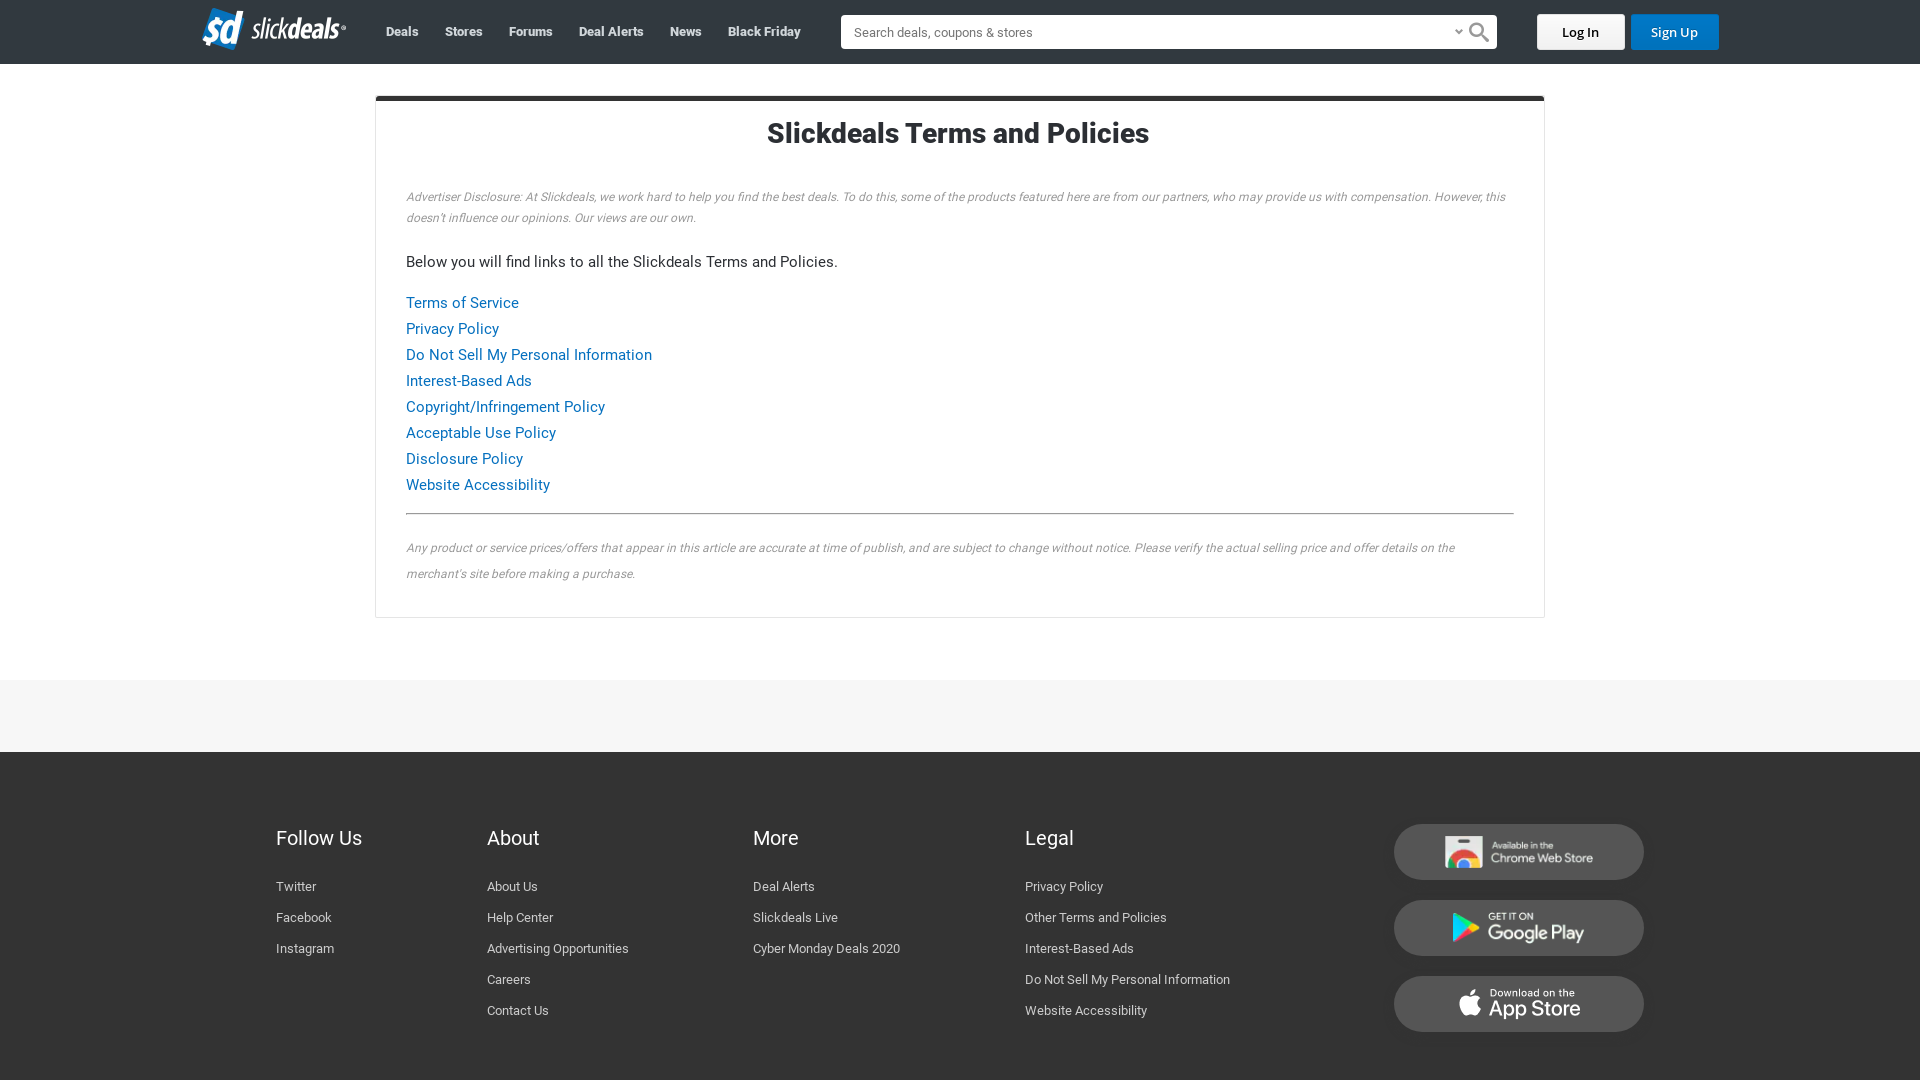 sd slickdeals®
Deals
Stores
Forums
Deal Alerts
News
Black Friday
Search deals, coupons & stores
Log In
Sign Up
Slickdeals Terms and Policies
Advertiser Disclosure: At Slickdeals, we work hard to help you find the best deals. To do this, some of the products featured here are from our partners, who may provide us with compensation. However, this
doesn't influence our opinions. Our views are our own.
Below you will find links to all the Slickdeals Terms and Policies.
Terms of Service
Privacy Policy
Do Not Sell My Personal Information
Interest-Based Ads
Copyright/Infringement Policy
Acceptable Use Policy
Disclosure Policy
Website Accessibility
Any product or service prices/offers that appear in this article are accurate at time of publish, and are subject to change without notice. Please verify the actual selling price and offer details on the
merchant's site before making a purchase.
Follow Us
Twitter
Facebook
Instagram
About
About Us
Help Center
Advertising Opportunities
Careers
Contact Us
More
Deal Alerts
Slickdeals Live
Cyber Monday Deals 2020
Legal
Privacy Policy
Other Terms and Policies
Interest-Based Ads
Do Not Sell My Personal Information
Website Accessibility
Available in the
Chrome Web Store
GET IT ON
Google Play
Download on the
App Store